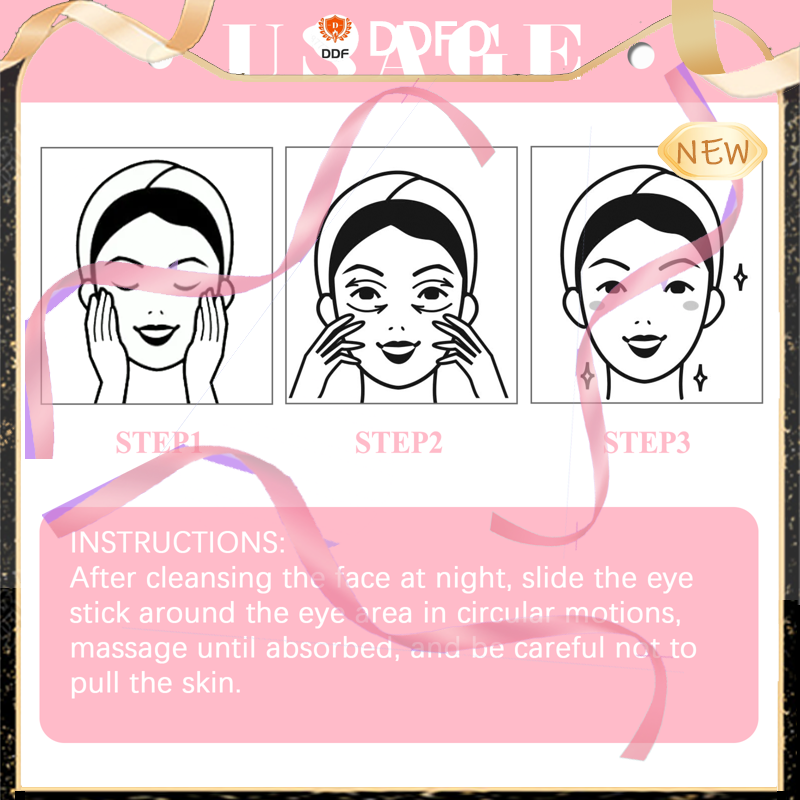 USAGE
DDFO
DDF
NEW
STEP1
STEP2
STEP3
INSTRUCTIONS:
After cleansing the face at night, slide the eye
stick around the eye area in circular motions,
massage until absorbed, and be careful not to
pull the skin.